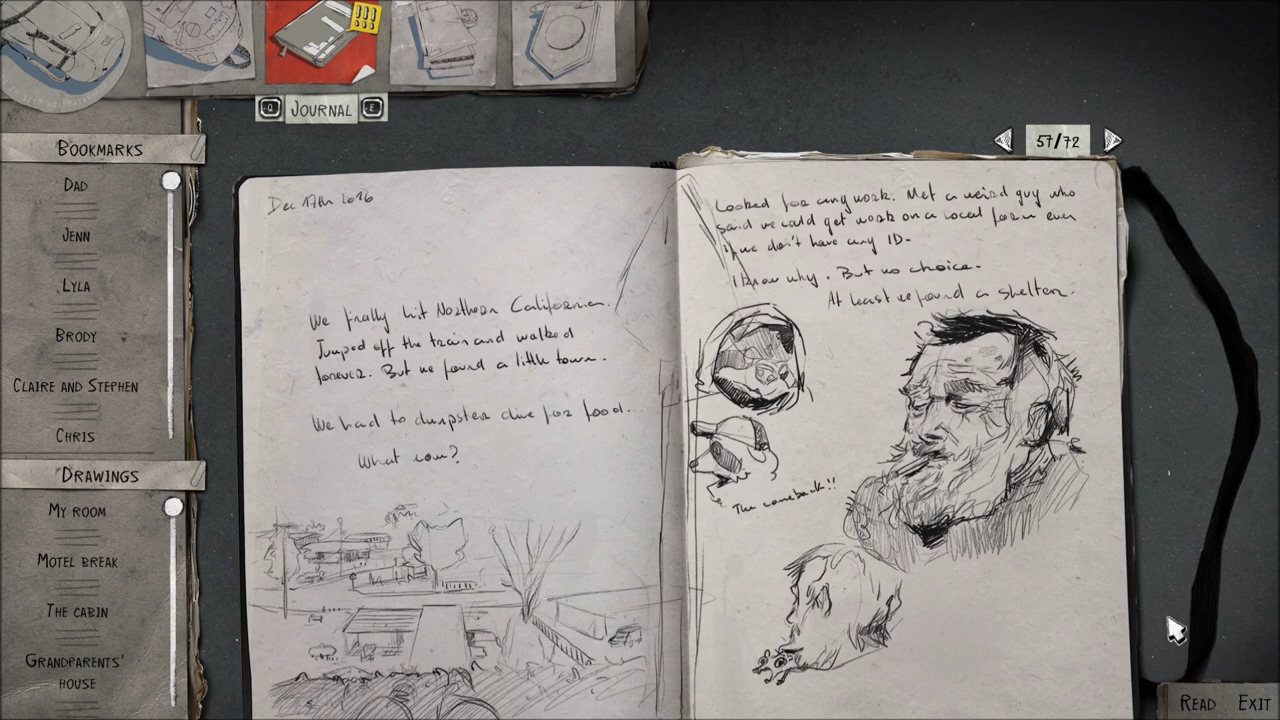 Q JOURNAL E
BOOKMARKS
DAD
JENN
LYLA
BRODY
CLAIRE AND STEPHEN
CHRIS
DRAWINGS
MY ROOM
MOTEL BREAK
THE CABIN
GRANDPARENTS'
HOUSE
57/72
Dec 17th 2016
We finally hit Northern California.
Jumped off the train and walked
forever. But we found a little town.
We had to dumpster dive for food...
What now?
Looked for any work. Met a weird guy who
said we could get work on a local farm even
if we don't have any ID.
I know why. But no choice.
At least we found a shelter.
The comeback!!
READ EXIT